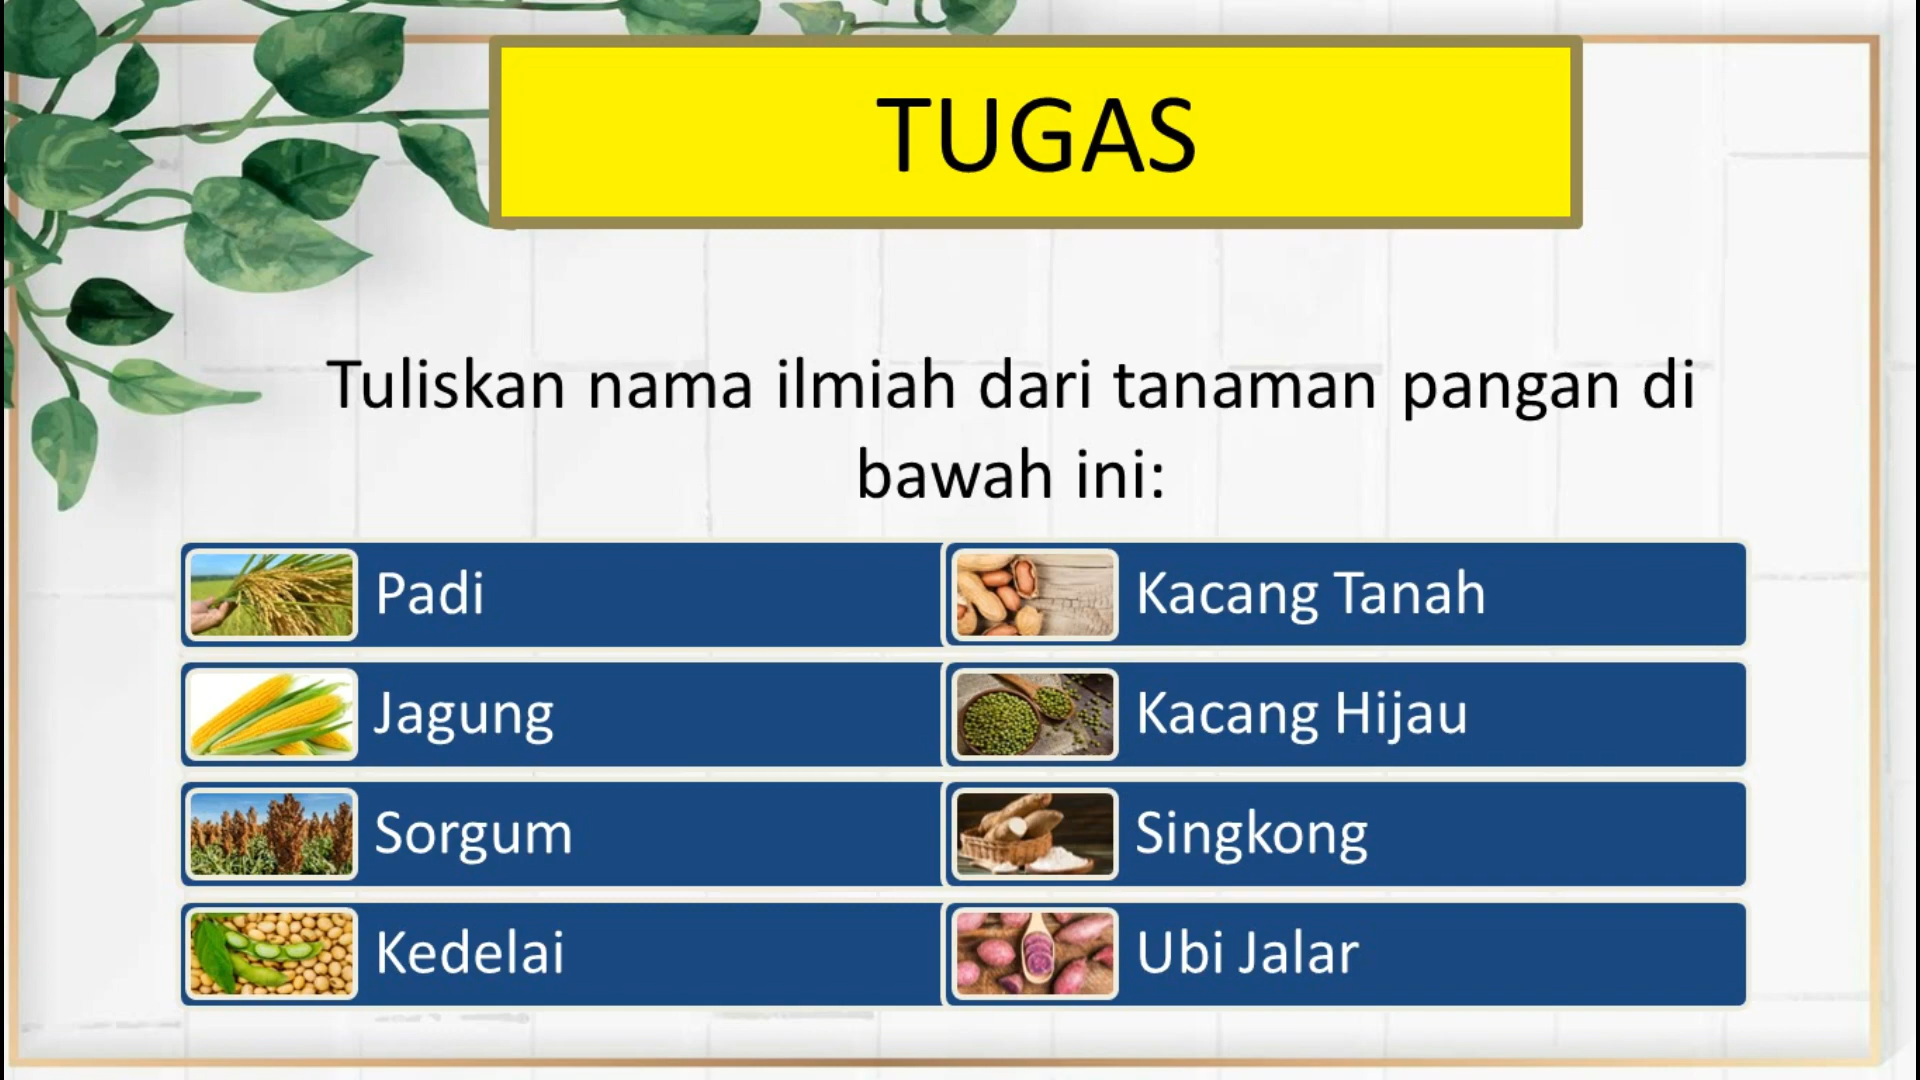 TUGAS
Tuliskan nama ilmiah dari tanaman pangan di
bawah ini:
Padi
Kacang Tanah
Jagung
Kacang Hijau
Sorgum
Singkong
Kedelai
Ubi Jalar